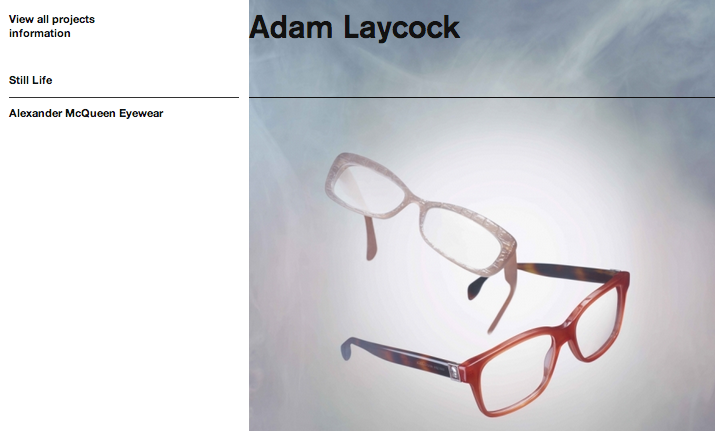 View all projects
information
Still Life
Alexander McQueen Eyewear
Adam Laycock